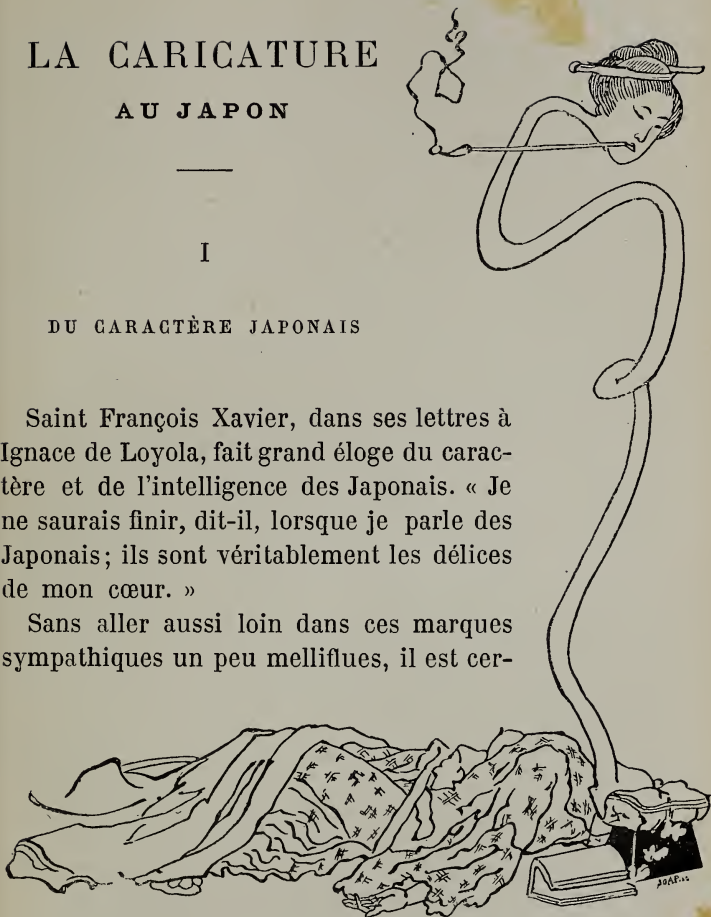 LA CARICATURE
AU JAPON
I
DU CARACTÈRE JAPONAIS
Saint François Xavier, dans ses lettres à
Ignace de Loyola, fait grand éloge du carac-
tère et de l'intelligence des Japonais. « Je
ne saurais finir, dit-il, lorsque je parle des
Japonais; ils sont véritablement les délices
de mon cœur. »
Sans aller aussi loin dans ces marques
sympathiques un peu melliflues, il est cer-